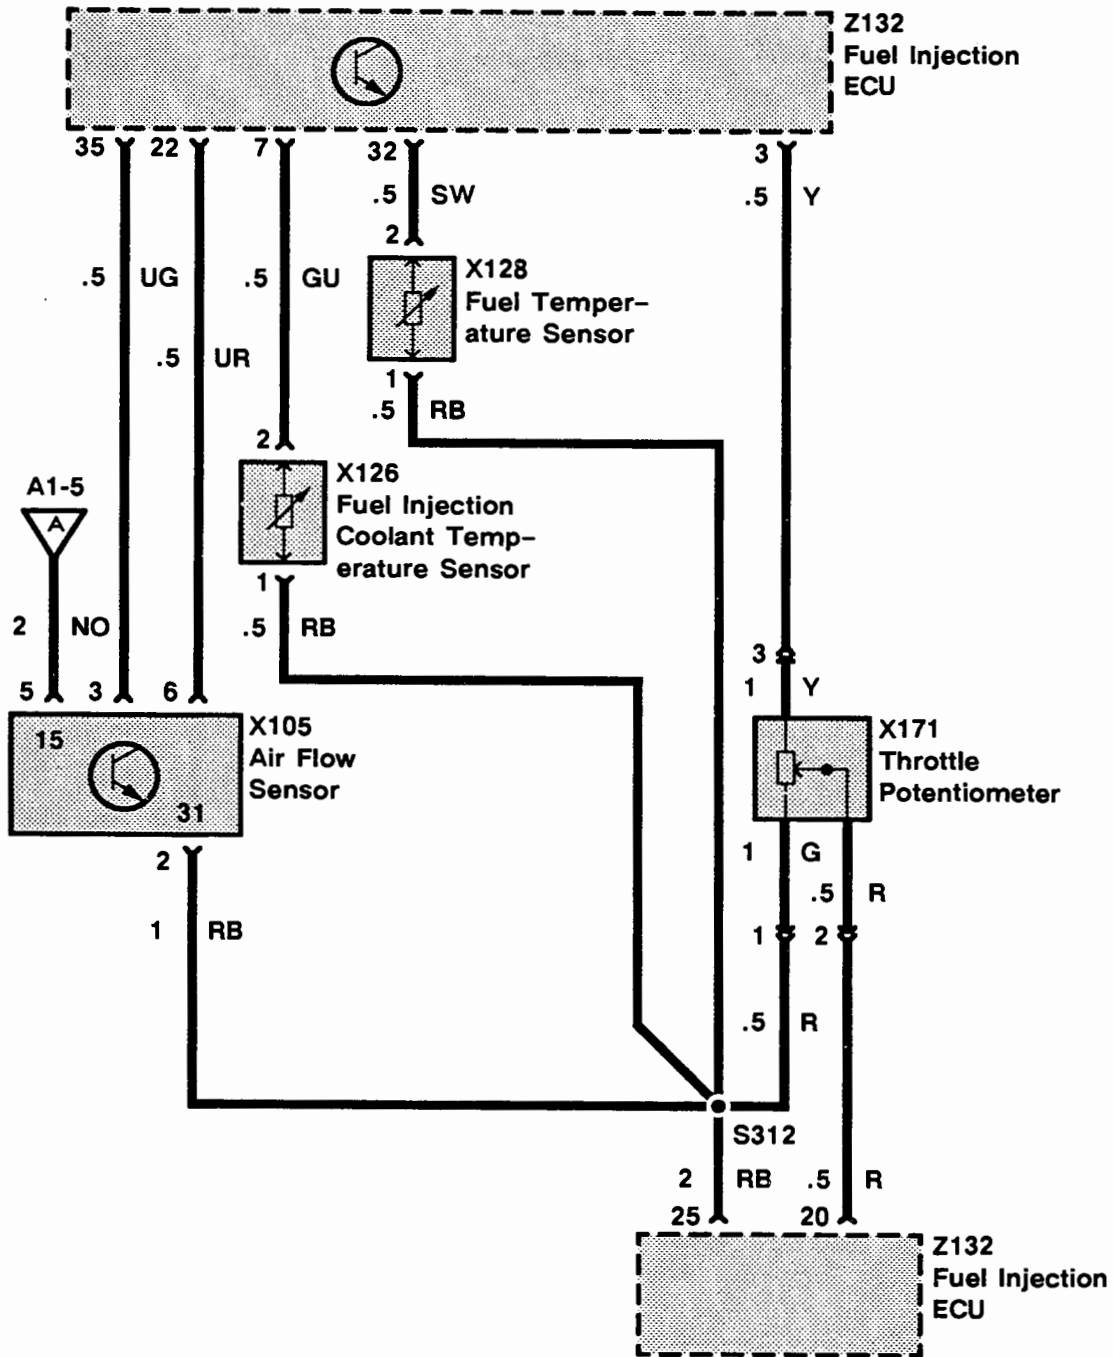 Z132
Fuel Injection
ECU
35 22 7 32 3
.5 SW .5 Y
2
.5 UG .5 GU
X128
Fuel Temper-
ature Sensor
.5 UR
1
.5 RB
2
X126
Fuel Injection
Coolant Temp-
erature Sensor
A1-5
A
1
2 NO .5 RB
3
5 3 6 1 Y
X105
Air Flow
Sensor
15
31
X171
Throttle
Potentiometer
2 1 G
.5 R
1 RB 1 2
.5 R
S312
2 RB .5 R
25 20
Z132
Fuel Injection
ECU